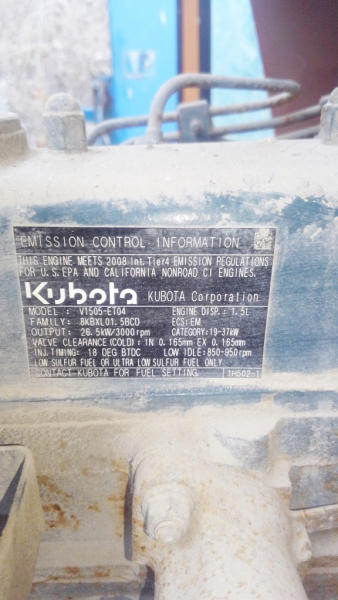 EMISSION CONTROL INFORMATION
THIS ENGINE MEETS 2008 Int. Tier4 EMISSION REGULATIONS
FOR U.S. EPA AND CALIFORNIA NONROAD CI ENGINES.
Kubota KUBOTA Corporation
MODEL : V1505-ET04 ENGINE DISP.: 1.5L
FAMILY: 8KBXL01.5BCD ECS:EM
OUTPUT: 26.5kW/3000rpm CATEGORY:19-37kW
VALVE CLEARANCE (COLD) : IN 0.165mm EX 0.165mm
INJ.TIMING: 18 DEG BTDC LOW IDLE:850-950rpm
LOW SULFUR FUEL OR ULTRA LOW SULFUR FUEL ONLY
CONTACT KUBOTA FOR FUEL SETTING. 1H502-1